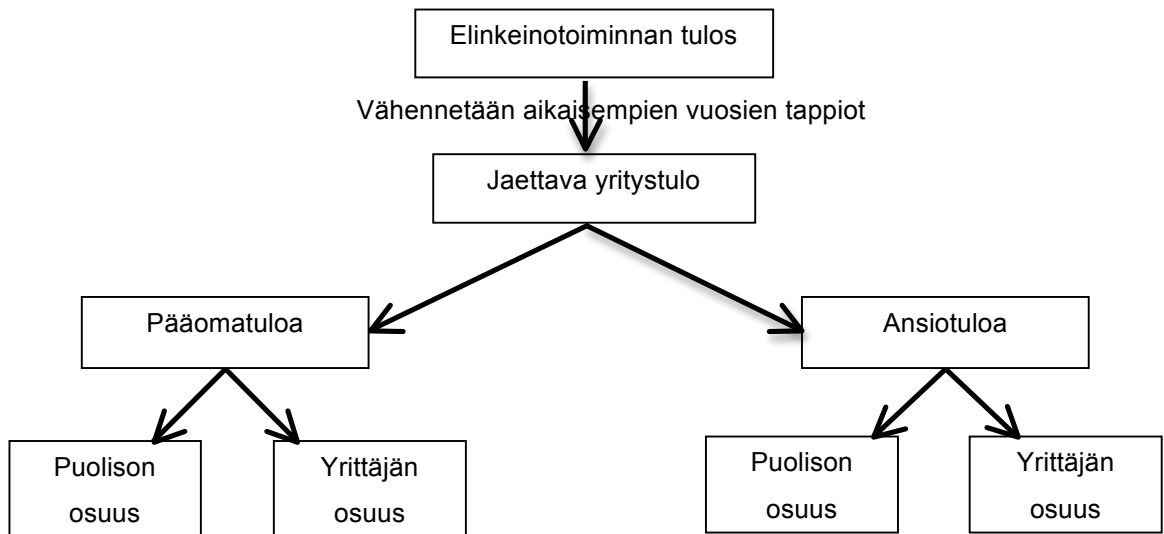 Elinkeinotoiminnan tulos
Vähennetään aikaisempien vuosien tappiot
Jaettava yritystulo
Pääomatuloa
Ansiotuloa
Puolison
osuus
Yrittäjän
osuus
Puolison
osuus
Yrittäjän
osuus